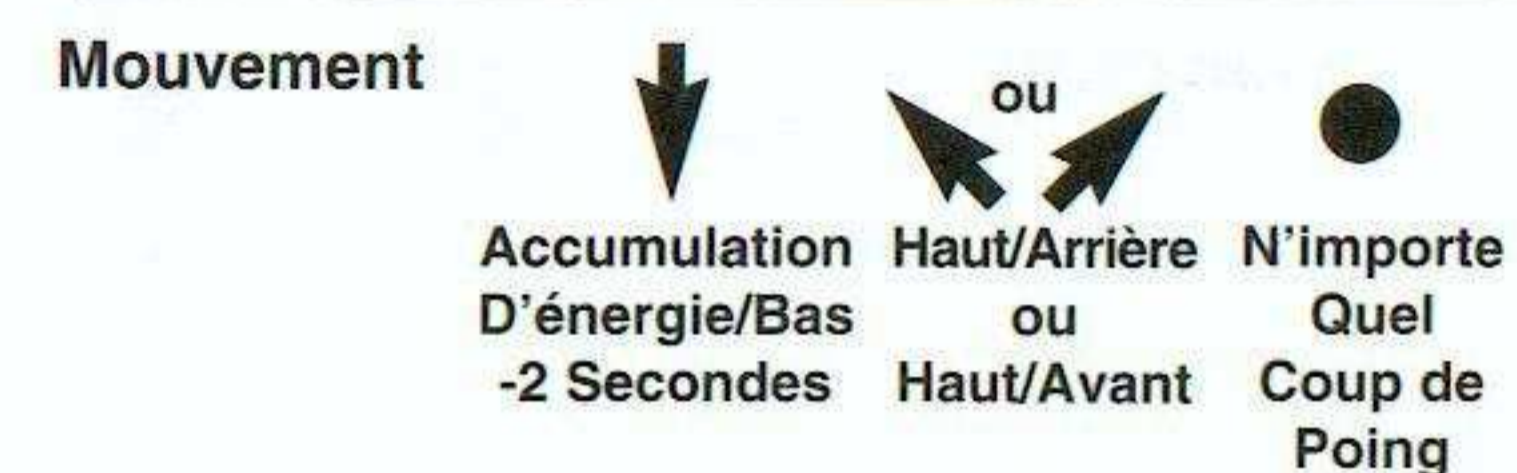 Mouvement
ou
Accumulation
D'énergie/Bas
-2 Secondes
Haut/Arrière
ou
Haut/Avant
N'importe
Quel
Coup de
Poing